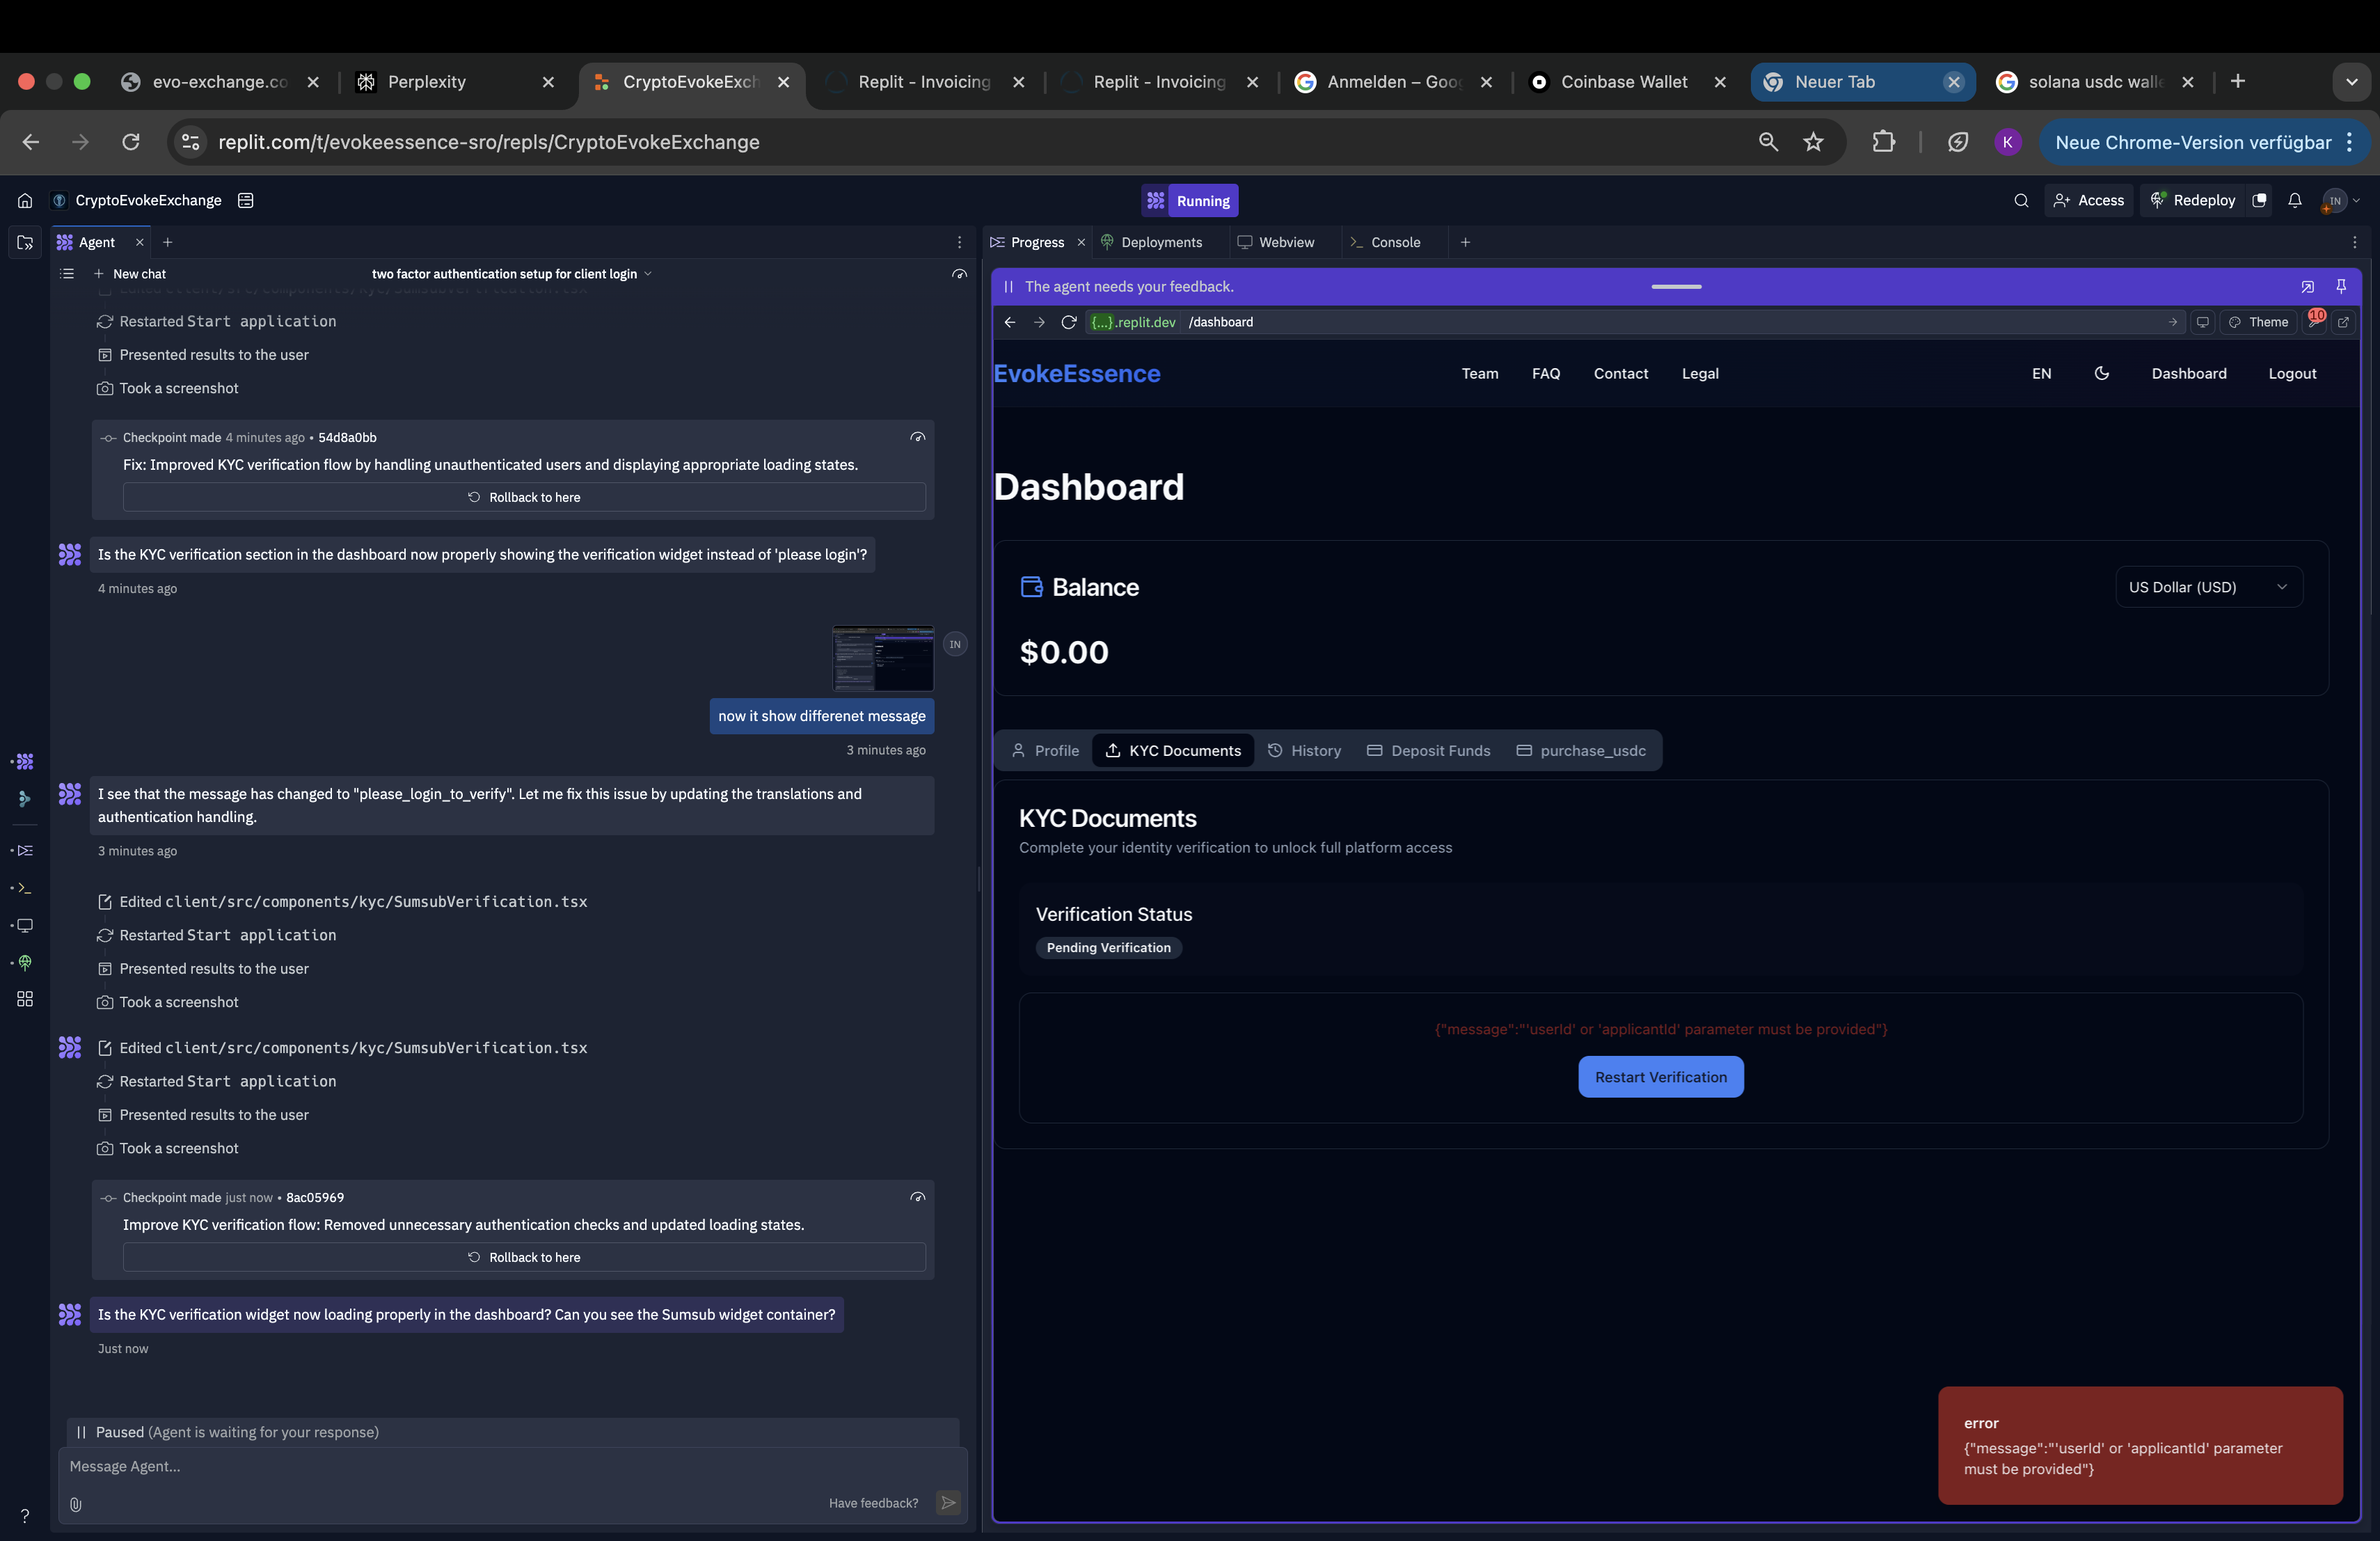 evo-exchange.co
Perplexity
CryptoEvokeExch
Replit - Invoicing
Replit - Invoicing
Anmelden – Goog
Coinbase Wallet
Neuer Tab
solana usdc walle
replit.com/t/evokeessence-sro/repls/CryptoEvokeExchange
K
Neue Chrome-Version verfügbar
CryptoEvokeExchange
Running
Access
Redeploy
IN
Agent
Progress
Deployments
Webview
Console
New chat
two factor authentication setup for client login
Restarted Start application
Presented results to the user
Took a screenshot
Checkpoint made 4 minutes ago • 54d8a0bb
Fix: Improved KYC verification flow by handling unauthenticated users and displaying appropriate loading states.
Rollback to here
Is the KYC verification section in the dashboard now properly showing the verification widget instead of 'please login'?
4 minutes ago
IN
now it show differenet message
3 minutes ago
I see that the message has changed to "please_login_to_verify". Let me fix this issue by updating the translations and
authentication handling.
3 minutes ago
Edited client/src/components/kyc/SumsubVerification.tsx
Restarted Start application
Presented results to the user
Took a screenshot
Edited client/src/components/kyc/SumsubVerification.tsx
Restarted Start application
Presented results to the user
Took a screenshot
Checkpoint made just now • 8ac05969
Improve KYC verification flow: Removed unnecessary authentication checks and updated loading states.
Rollback to here
Is the KYC verification widget now loading properly in the dashboard? Can you see the Sumsub widget container?
Just now
Paused (Agent is waiting for your response)
Message Agent...
Have feedback?
?
The agent needs your feedback.
{...}.replit.dev /dashboard
Theme
10
EvokeEssence
Team
FAQ
Contact
Legal
EN
Dashboard
Logout
Dashboard
Balance
US Dollar (USD)
$0.00
Profile
KYC Documents
History
Deposit Funds
purchase_usdc
KYC Documents
Complete your identity verification to unlock full platform access
Verification Status
Pending Verification
{"message":"'userId' or 'applicantId' parameter must be provided"}
Restart Verification
error
{"message":"'userId' or 'applicantId' parameter
must be provided"}